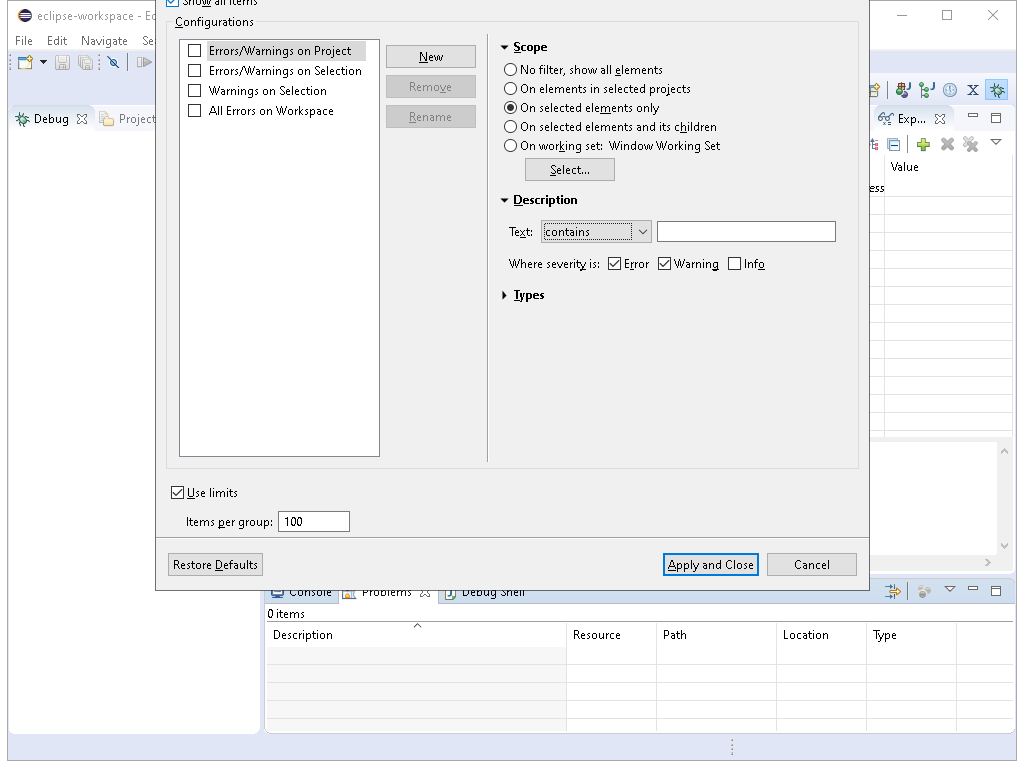 eclipse-workspace - Ec
Show all items
File Edit Navigate Se
Configurations
Errors/Warnings on Project
Errors/Warnings on Selection
Warnings on Selection
All Errors on Workspace
New
Remove
Rename
Scope
No filter, show all elements
On elements in selected projects
On selected elements only
On selected elements and its children
On working set: Window Working Set
Select...
Description
Text: contains
Where severity is: Error Warning Info
Types
Debug Project
Exp...
Value
ess
Use limits
Items per group: 100
Restore Defaults Apply and Close Cancel
Console Problems Debug Shell
0 items
Description Resource Path Location Type